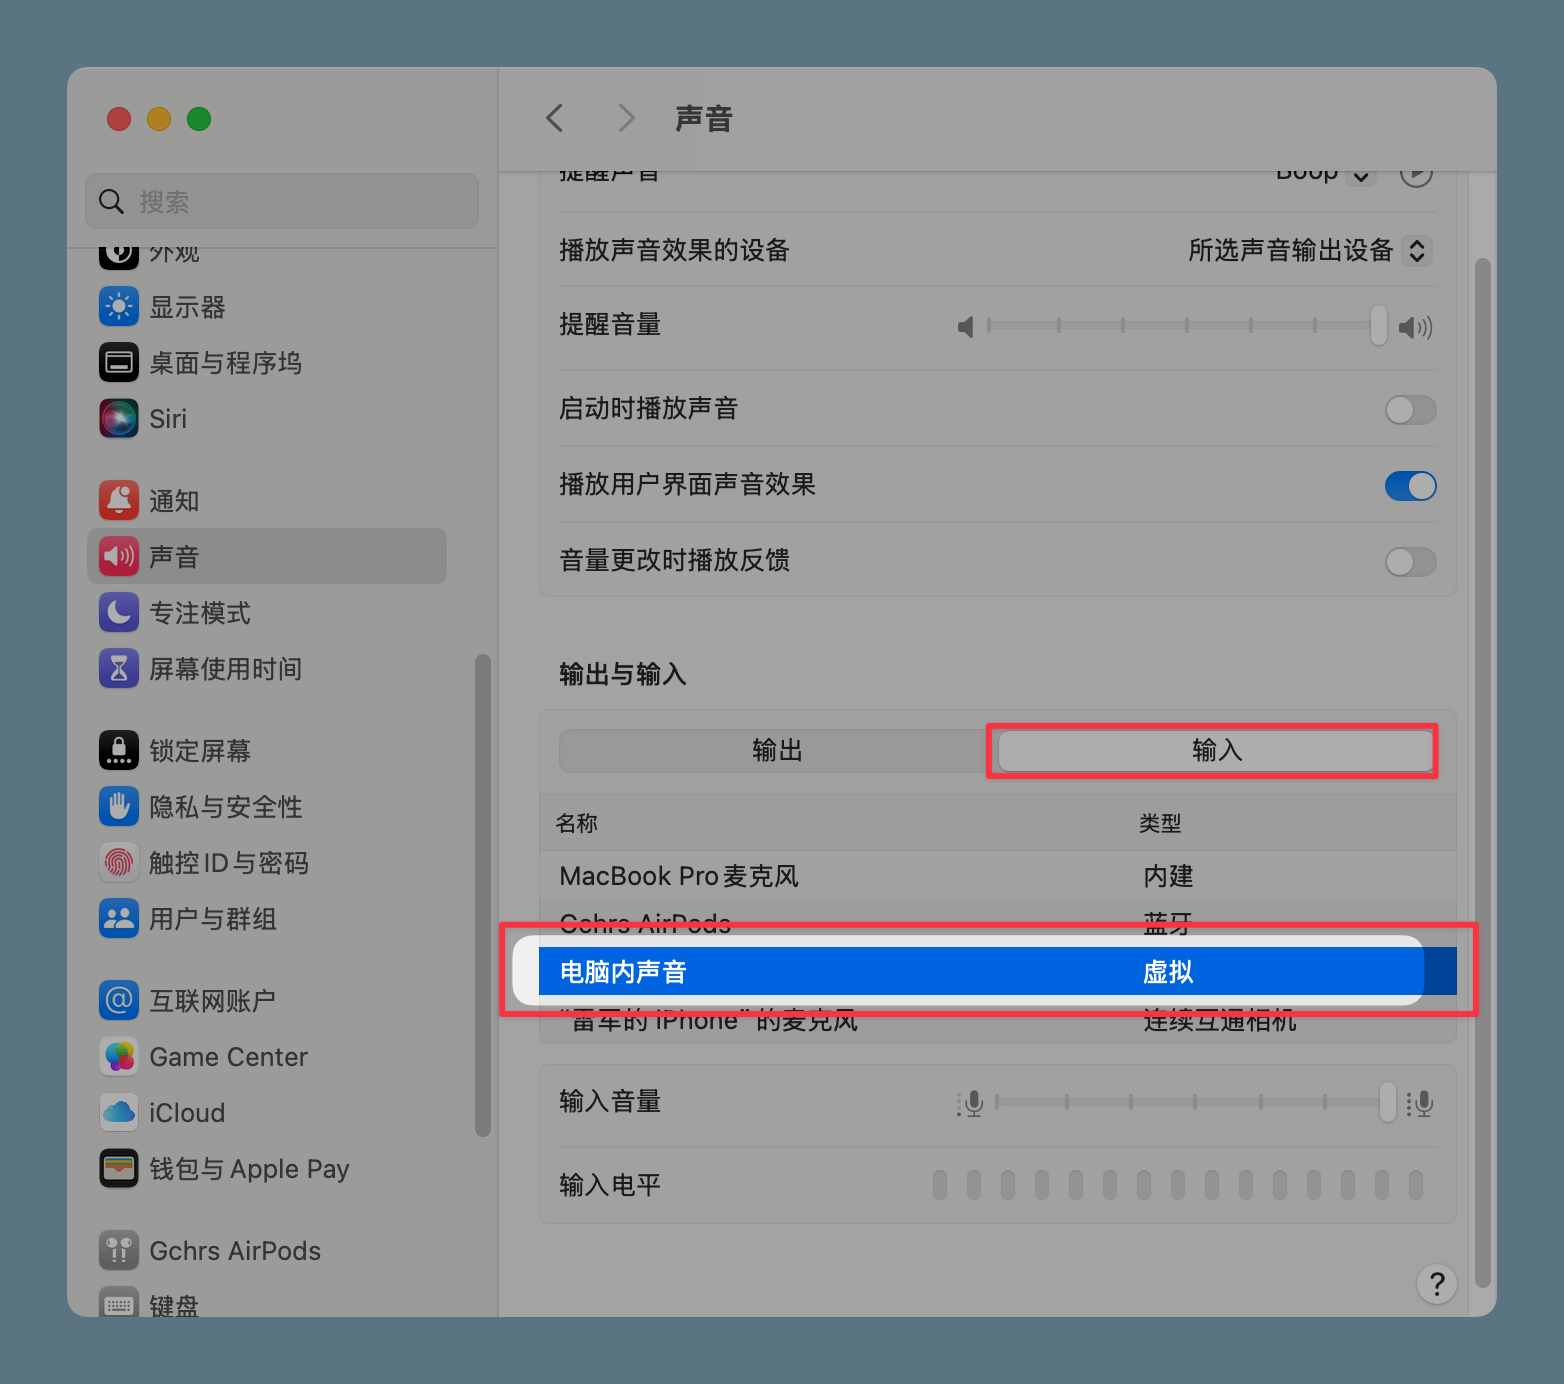 声音
搜索
外观
显示器
桌面与程序坞
Siri
通知
声音
专注模式
屏幕使用时间
锁定屏幕
隐私与安全性
触控 ID 与密码
用户与群组
互联网账户
Game Center
iCloud
钱包与 Apple Pay
Gchrs AirPods
键盘
提醒声音 Boop
播放声音效果的设备 所选声音输出设备
提醒音量
启动时播放声音
播放用户界面声音效果
音量更改时播放反馈
输出与输入
输出 输入
名称 类型
MacBook Pro麦克风 内建
Gchrs AirPods 蓝牙
电脑内声音 虚拟
“雷军的 iPhone”的麦克风 连续互通相机
输入音量
输入电平
?